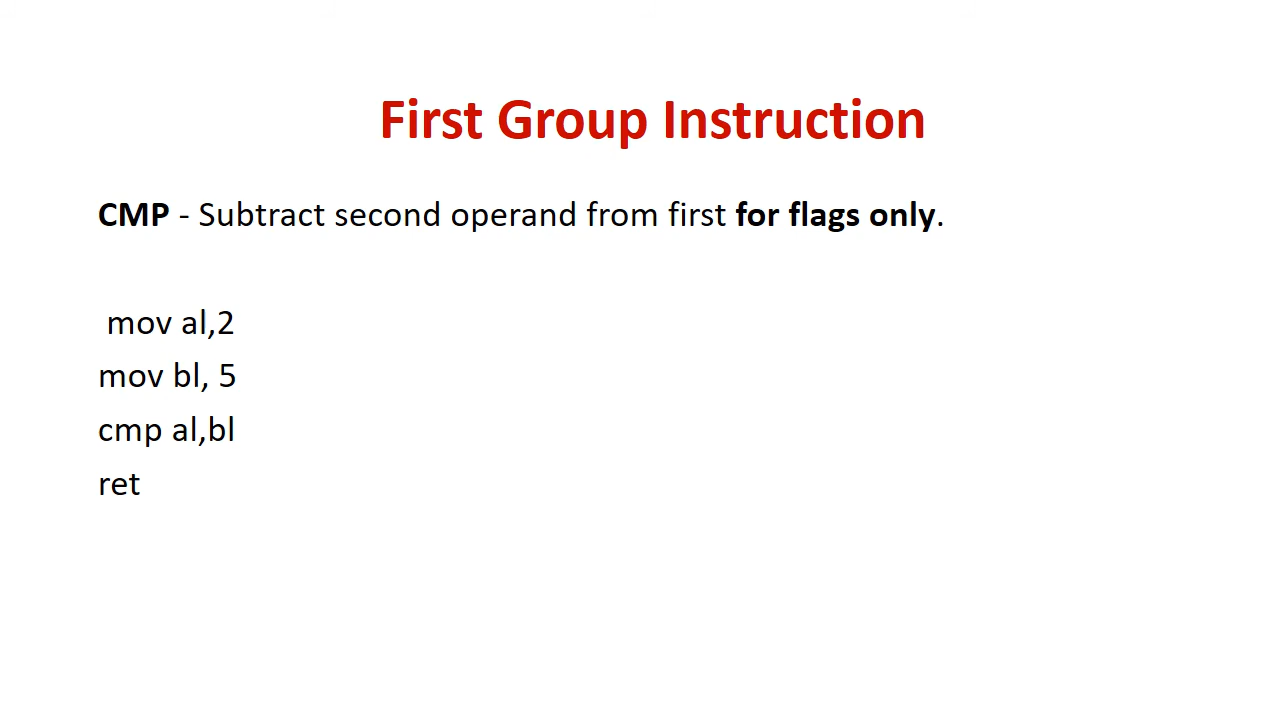 First Group Instruction
CMP - Subtract second operand from first for flags only.
mov al,2
mov bl, 5
cmp al,bl
ret